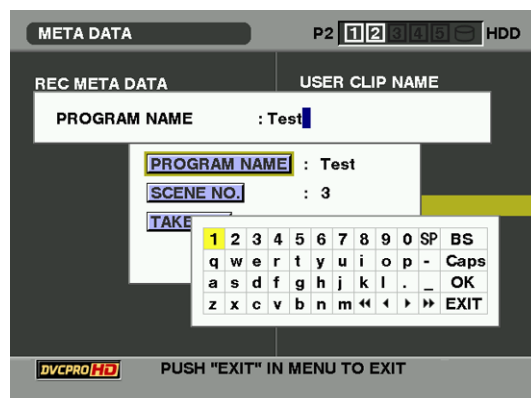 META DATA P2 1 2 3 4 5 HDD
REC META DATA USER CLIP NAME
PROGRAM NAME : Test
PROGRAM NAME : Test
SCENE NO. : 3
TAKE
1 2 3 4 5 6 7 8 9 0 SP BS
q w e r t y u i o p - Caps
a s d f g h j k l . _ OK
z x c v b n m EXIT
DVCPRO HD PUSH "EXIT" IN MENU TO EXIT